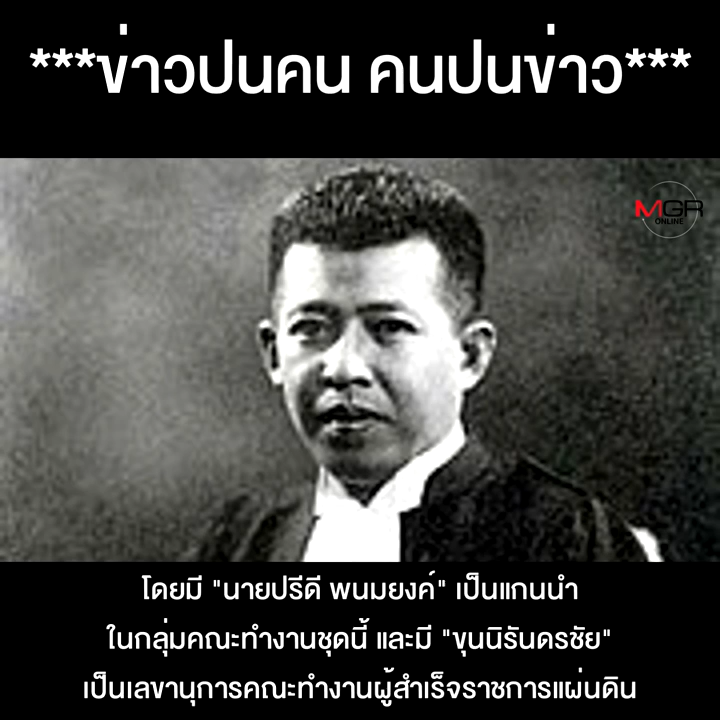 ***ข่าวปนคน คนปนข่าว***
MGR
ONLINE
โดยมี "นายปรีดี พนมยงค์" เป็นแกนนำ
ในกลุ่มคณะทำงานชุดนี้ และมี "ขุนนิรันดรชัย"
เป็นเลขานุการคณะทำงานผู้สำเร็จราชการแผ่นดิน